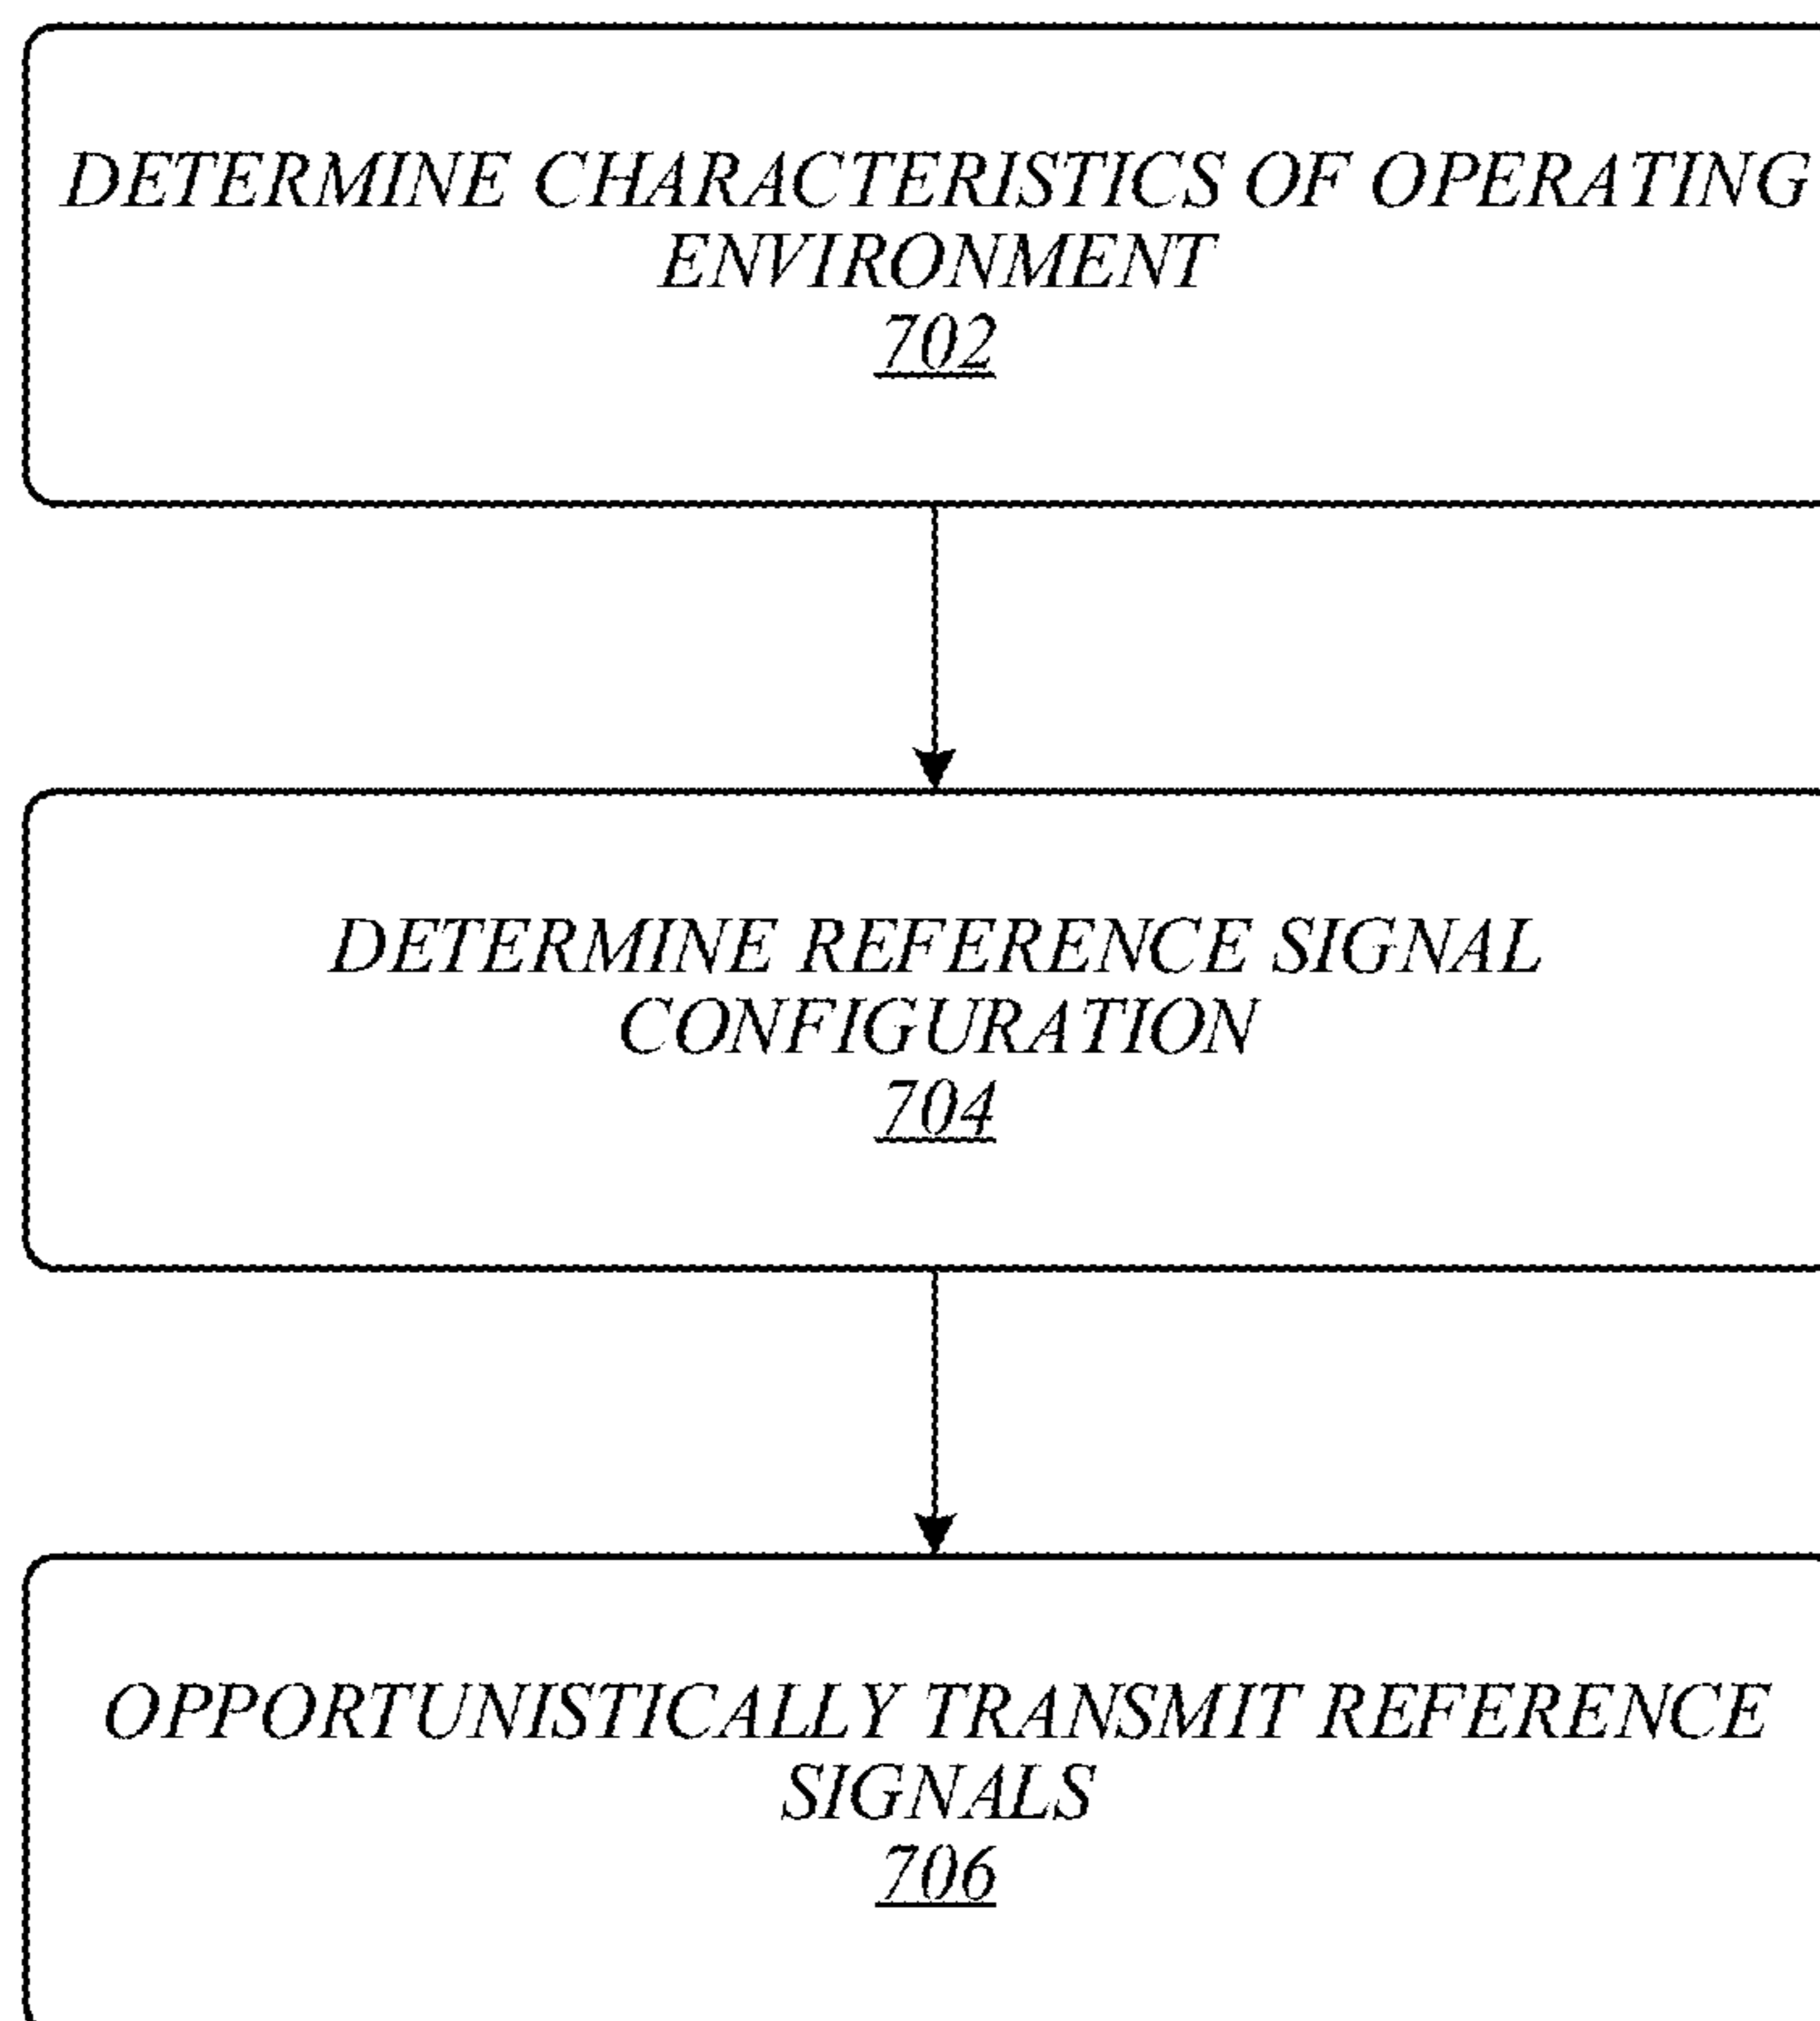 DETERMINE CHARACTERISTICS OF OPERATING
ENVIRONMENT
702
DETERMINE REFERENCE SIGNAL
CONFIGURATION
704
OPPORTUNISTICALLY TRANSMIT REFERENCE
SIGNALS
706